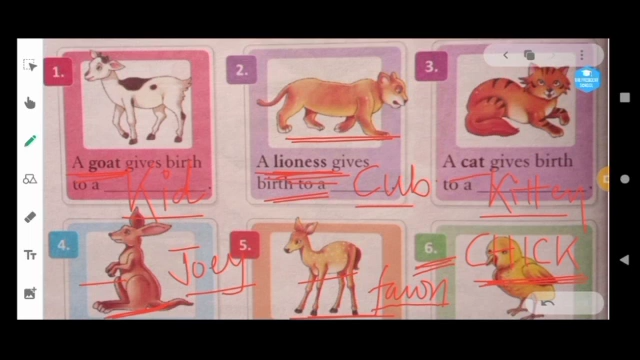 1.
2.
3.
A goat gives birth
to a Kid.
A lioness gives
birth to a Cub
A cat gives birth
to a Kitten.
4.
Joey
5.
fawn
6.
CHICK